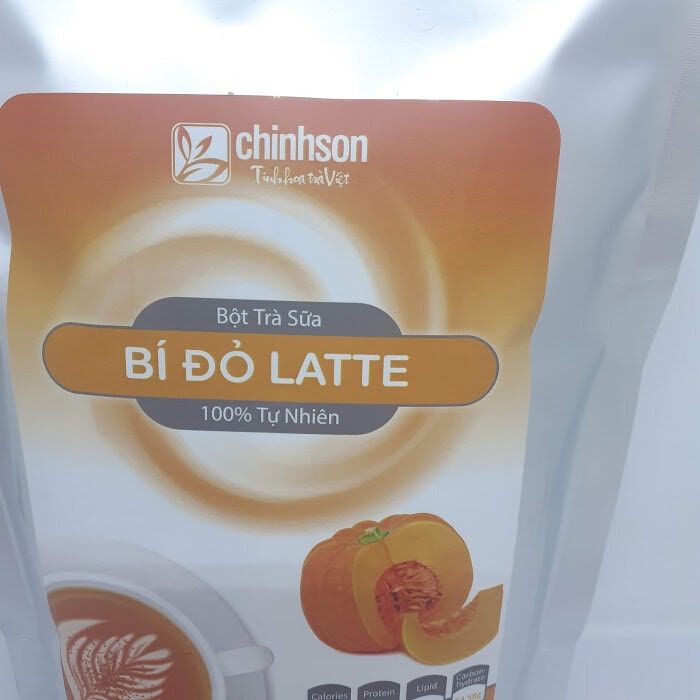 chinhson
Tinh hoa trà Việt
Bột Trà Sữa
BÍ ĐỎ LATTE
100% Tự Nhiên
Calories
Protein
Lipid
Carbon-
hydrate